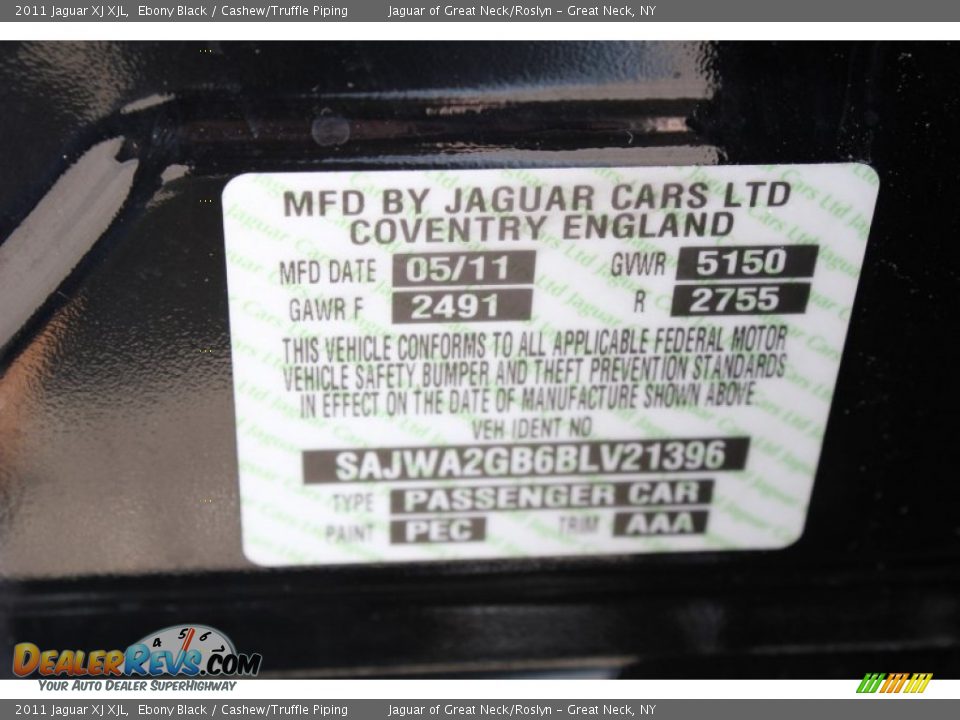 2011 Jaguar XJ XJL, Ebony Black / Cashew/Truffle Piping Jaguar of Great Neck/Roslyn - Great Neck, NY
MFD BY JAGUAR CARS LTD
COVENTRY ENGLAND
MFD DATE 05/11 GVWR 5150
GAWR F 2491 R 2755
THIS VEHICLE CONFORMS TO ALL APPLICABLE FEDERAL MOTOR
VEHICLE SAFETY, BUMPER AND THEFT PREVENTION STANDARDS
IN EFFECT ON THE DATE OF MANUFACTURE SHOWN ABOVE
VEH IDENT NO
SAJWA2GB6BLV21396
TYPE PASSENGER CAR
PAINT PEC TRIM AAA
4 5 6
DEALERREVS.COM
YOUR AUTO DEALER SUPERHIGHWAY
2011 Jaguar XJ XJL, Ebony Black / Cashew/Truffle Piping Jaguar of Great Neck/Roslyn - Great Neck, NY